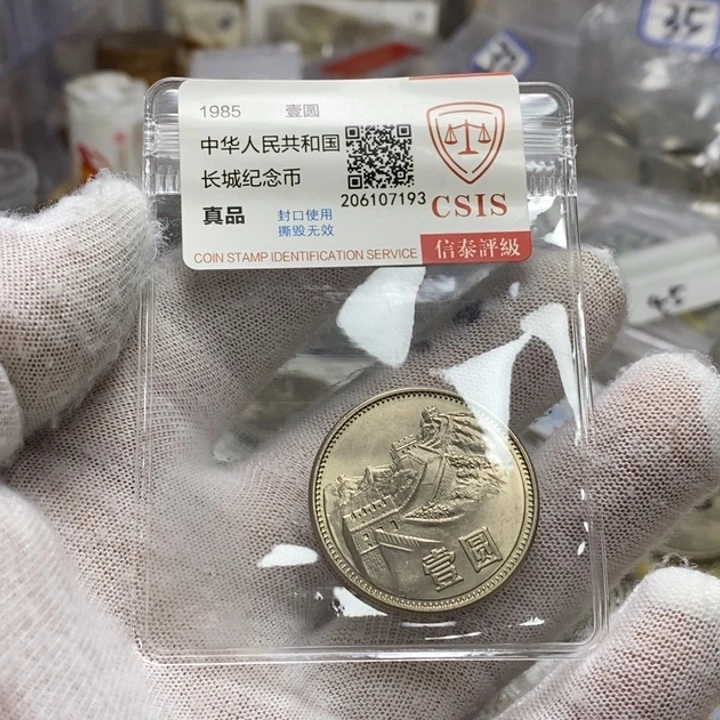 1985 壹圆
中华人民共和国
长城纪念币
206107193
真品
封口使用
撕毁无效
CSIS
COIN STAMP IDENTIFICATION SERVICE
信泰評級
壹圆
35